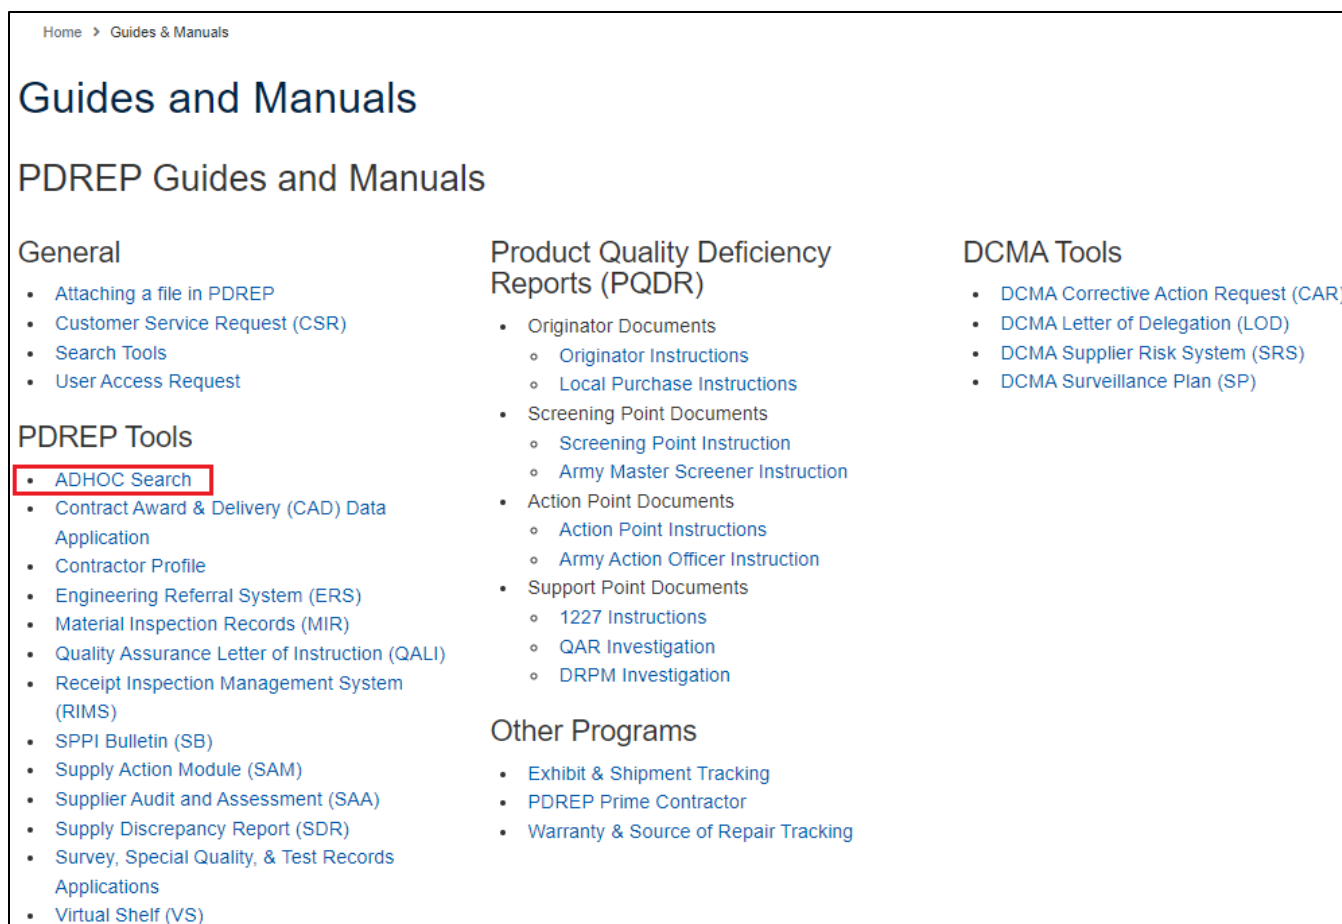 Home > Guides & Manuals
Guides and Manuals
PDREP Guides and Manuals
General
Attaching a file in PDREP
Customer Service Request (CSR)
Search Tools
User Access Request
PDREP Tools
ADHOC Search
Contract Award & Delivery (CAD) Data
Application
Contractor Profile
Engineering Referral System (ERS)
Material Inspection Records (MIR)
Quality Assurance Letter of Instruction (QALI)
Receipt Inspection Management System
(RIMS)
SPPI Bulletin (SB)
Supply Action Module (SAM)
Supplier Audit and Assessment (SAA)
Supply Discrepancy Report (SDR)
Survey, Special Quality, & Test Records
Applications
Virtual Shelf (VS)
Product Quality Deficiency
Reports (PQDR)
Originator Documents
Originator Instructions
Local Purchase Instructions
Screening Point Documents
Screening Point Instruction
Army Master Screener Instruction
Action Point Documents
Action Point Instructions
Army Action Officer Instruction
Support Point Documents
1227 Instructions
QAR Investigation
DRPM Investigation
Other Programs
Exhibit & Shipment Tracking
PDREP Prime Contractor
Warranty & Source of Repair Tracking
DCMA Tools
DCMA Corrective Action Request (CAR)
DCMA Letter of Delegation (LOD)
DCMA Supplier Risk System (SRS)
DCMA Surveillance Plan (SP)